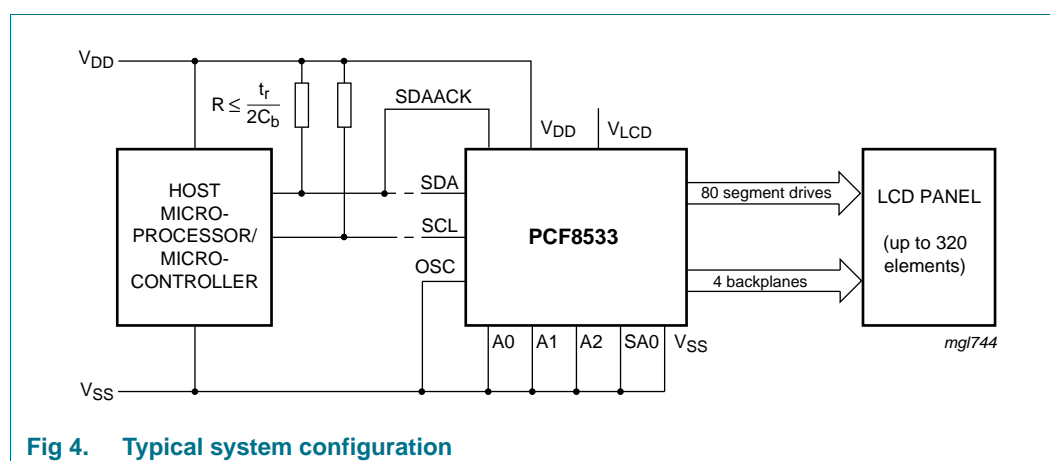 VDD
R ≤ tr
2Cb
SDAACK
VDD
VLCD
HOST
MICRO-
PROCESSOR/
MICRO-
CONTROLLER
SDA
SCL
OSC
PCF8533
80 segment drives
4 backplanes
LCD PANEL
(up to 320
elements)
A0
A1
A2
SA0
VSS
mgl744
VSS
Fig 4. Typical system configuration